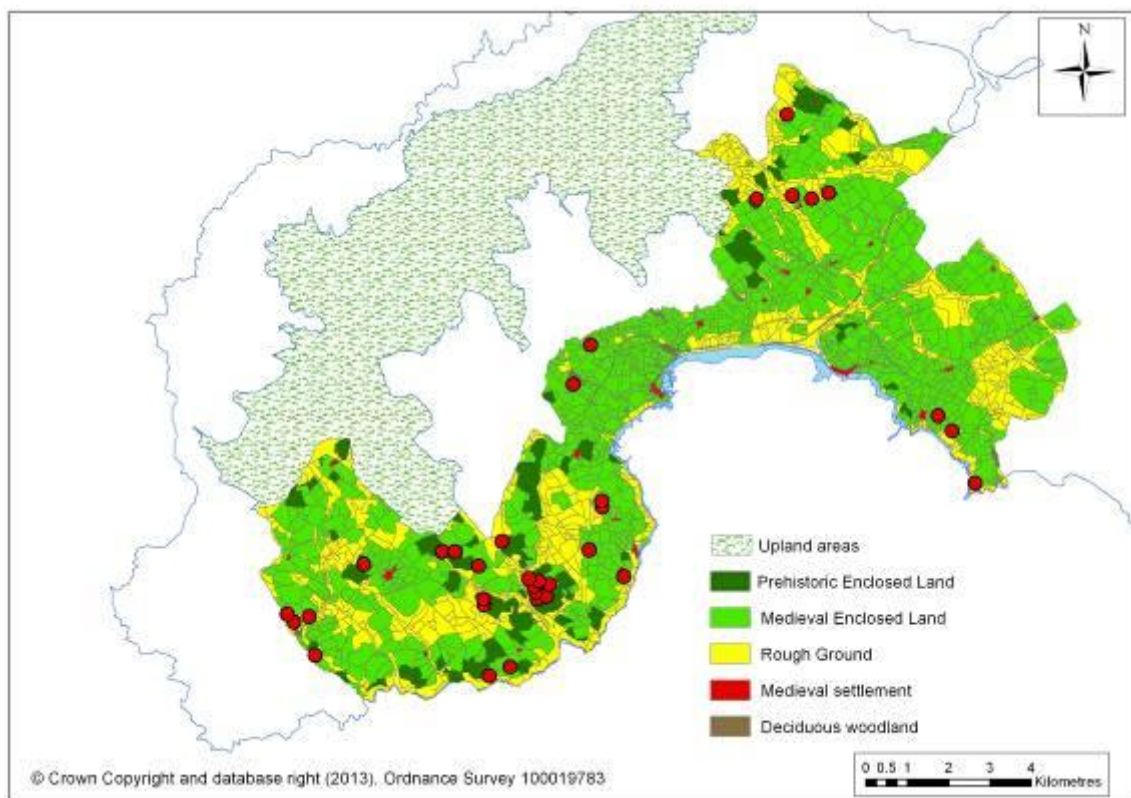 N
Upland areas
Prehistoric Enclosed Land
Medieval Enclosed Land
Rough Ground
Medieval settlement
Deciduous woodland
© Crown Copyright and database right (2013). Ordnance Survey 100019783
0 0.5 1 2 3 4
Kilometres